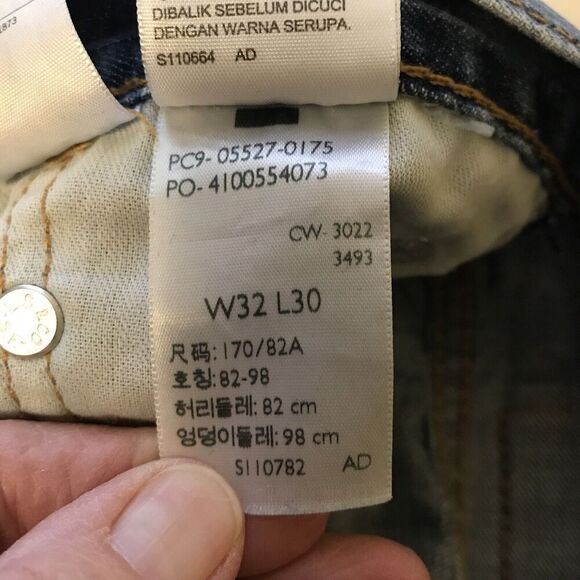 1873
DIBALIK SEBELUM DICUCI
DENGAN WARNA SERUPA.
S110664 AD
PC9- 05527-0175
PO- 4100554073
CW- 3022
3493
W32 L30
尺码: 170/82A
호칭: 82-98
허리둘레: 82 cm
엉덩이둘레: 98 cm
S110782 AD
& CO